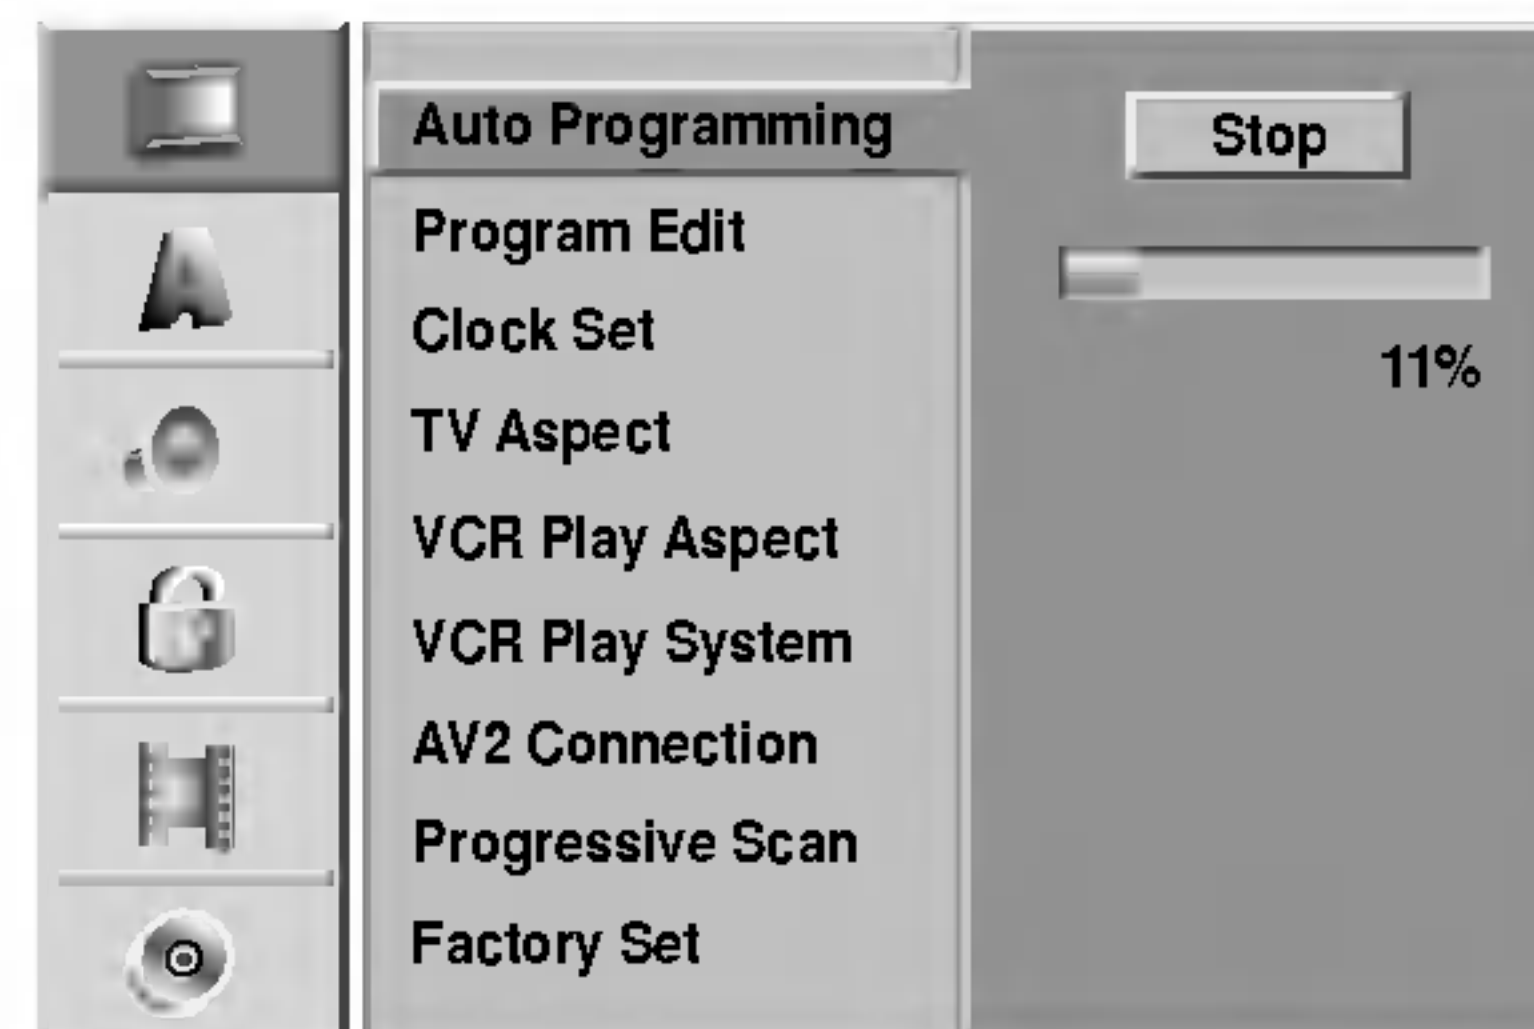 Auto Programming
Program Edit
Clock Set
TV Aspect
VCR Play Aspect
VCR Play System
AV2 Connection
Progressive Scan
Factory Set
Stop
11%